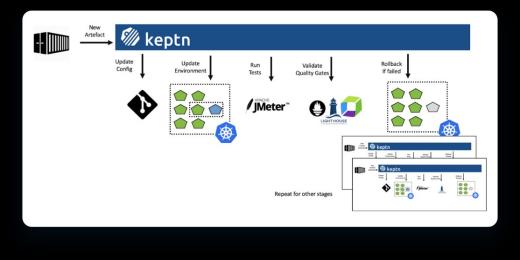 New
Artefact
keptn
Update
Config
Update
Environment
Run
Tests
Validate
Quality Gates
Rollback
If failed
APACHE
JMeter™
LIGHTHOUSE
Repeat for other stages
keptn
keptn